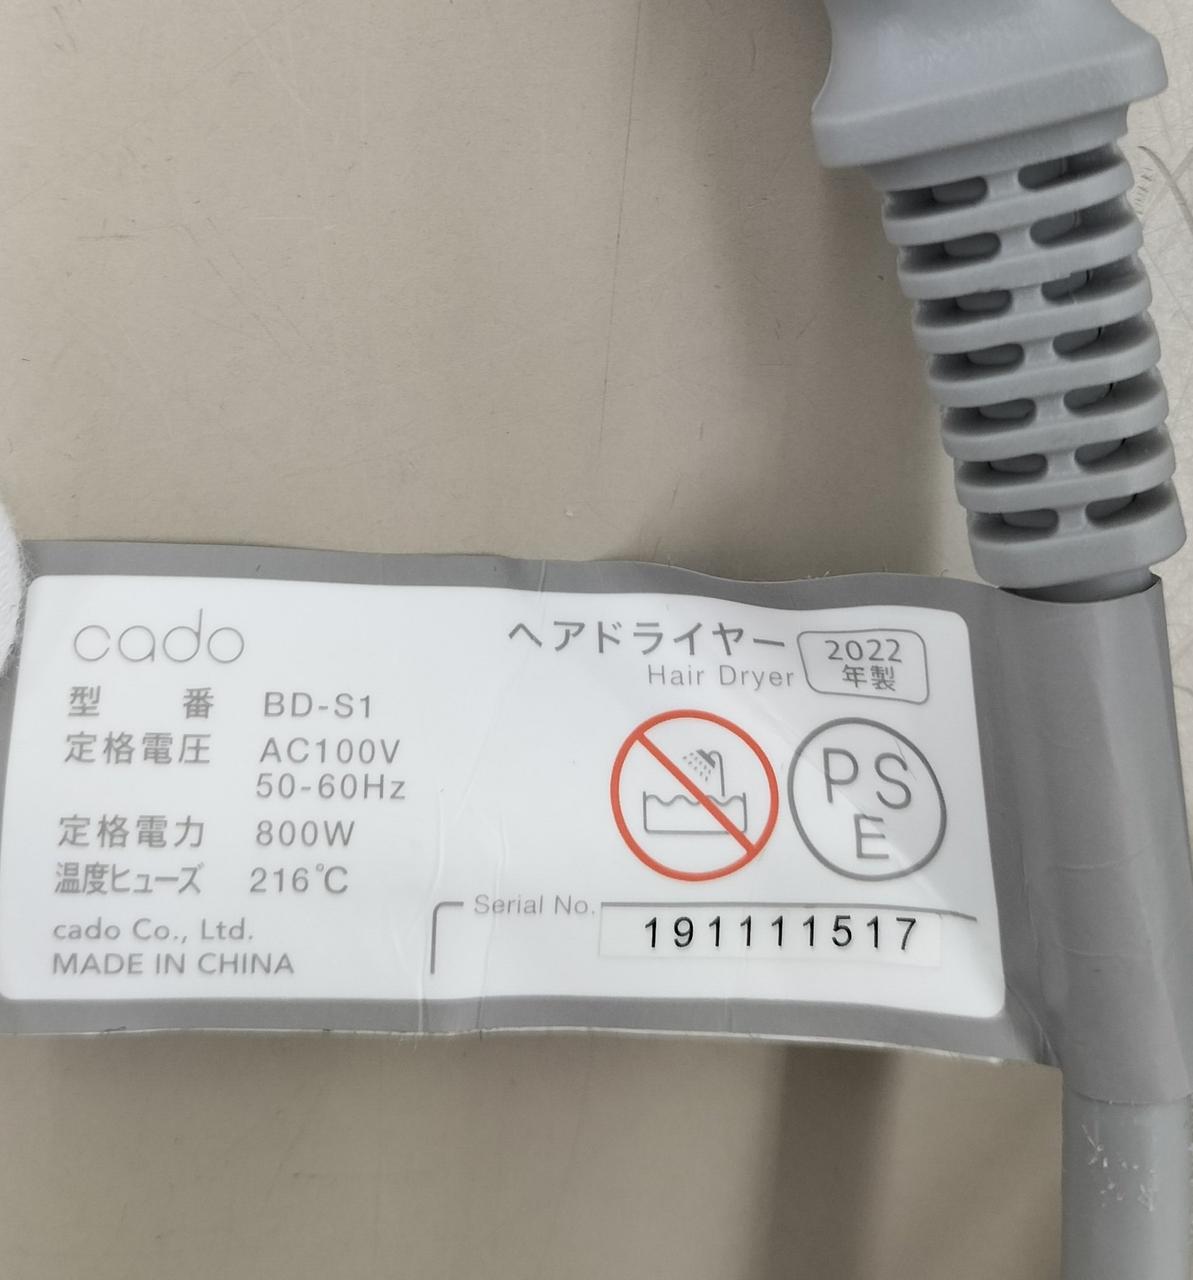 cado
ヘアドライヤー
Hair Dryer
2022
年製
型 番 BD-S1
定格電圧 AC100V
50-60Hz
定格電力 800W
温度ヒューズ 216℃
cado Co., Ltd.
MADE IN CHINA
PS
E
Serial No.
191111517